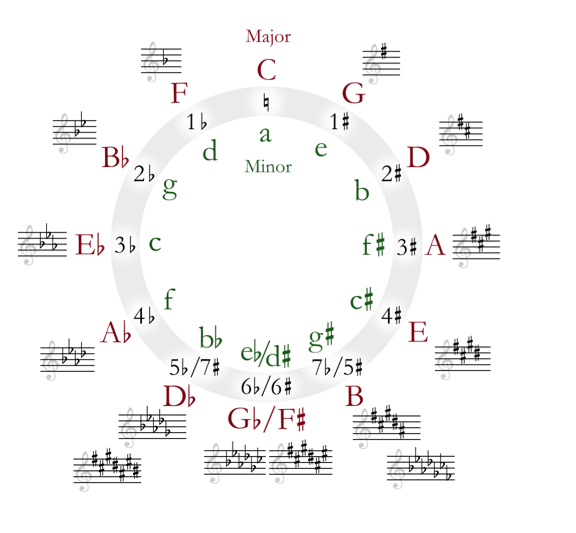 Major
C
F
G
♮
1♭
1♯
a
d
e
B♭
D
Minor
2♭
2♯
g
b
E♭
3♭
c
f♯
3♯
A
f
c♯
4♭
4♯
A♭
E
b♭
g♯
e♭/d♯
5♭/7♯
7♭/5♯
6♭/6♯
D♭
B
G♭/F♯